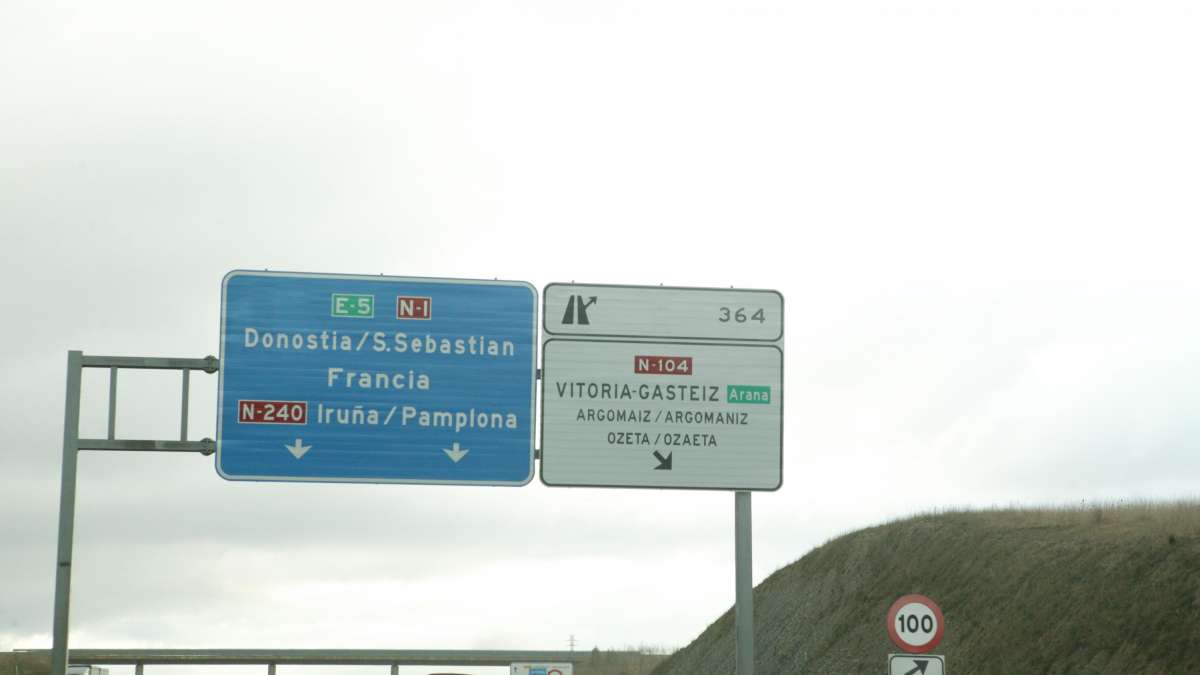 E-5 N-I
Donostia/S.Sebastian
Francia
N-240 Iruña/Pamplona
364
N-104
VITORIA-GASTEIZ Arana
ARGOMAIZ/ARGOMANIZ
OZETA/OZAETA
100